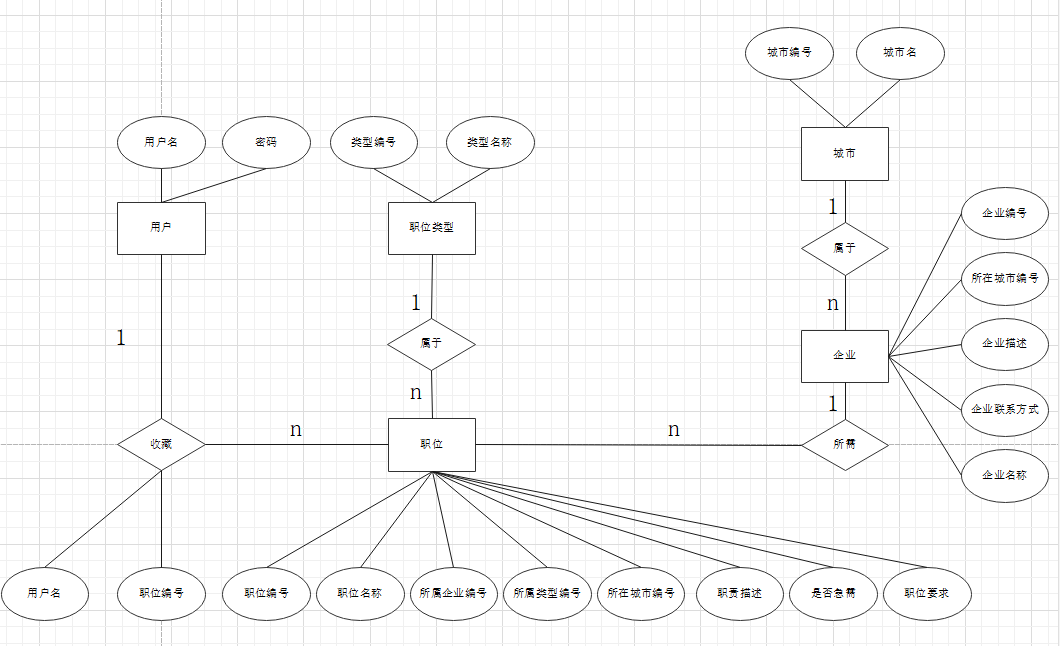 城市编号
城市名
用户名
密码
类型编号
类型名称
城市
用户
职位类型
1
属于
企业编号
所在城市编号
1
1
属于
n
企业描述
企业
n
1
企业联系方式
收藏
n
职位
n
所需
企业名称
用户名
职位编号
职位编号
职位名称
所属企业编号
所属类型编号
所在城市编号
职责描述
是否急需
职位要求